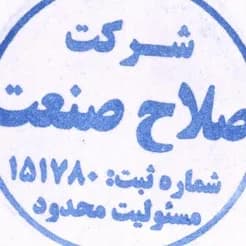 شرکت
صلاح صنعت
شماره ثبت: ۱۵۱۷۸۰
مسئولیت محدود